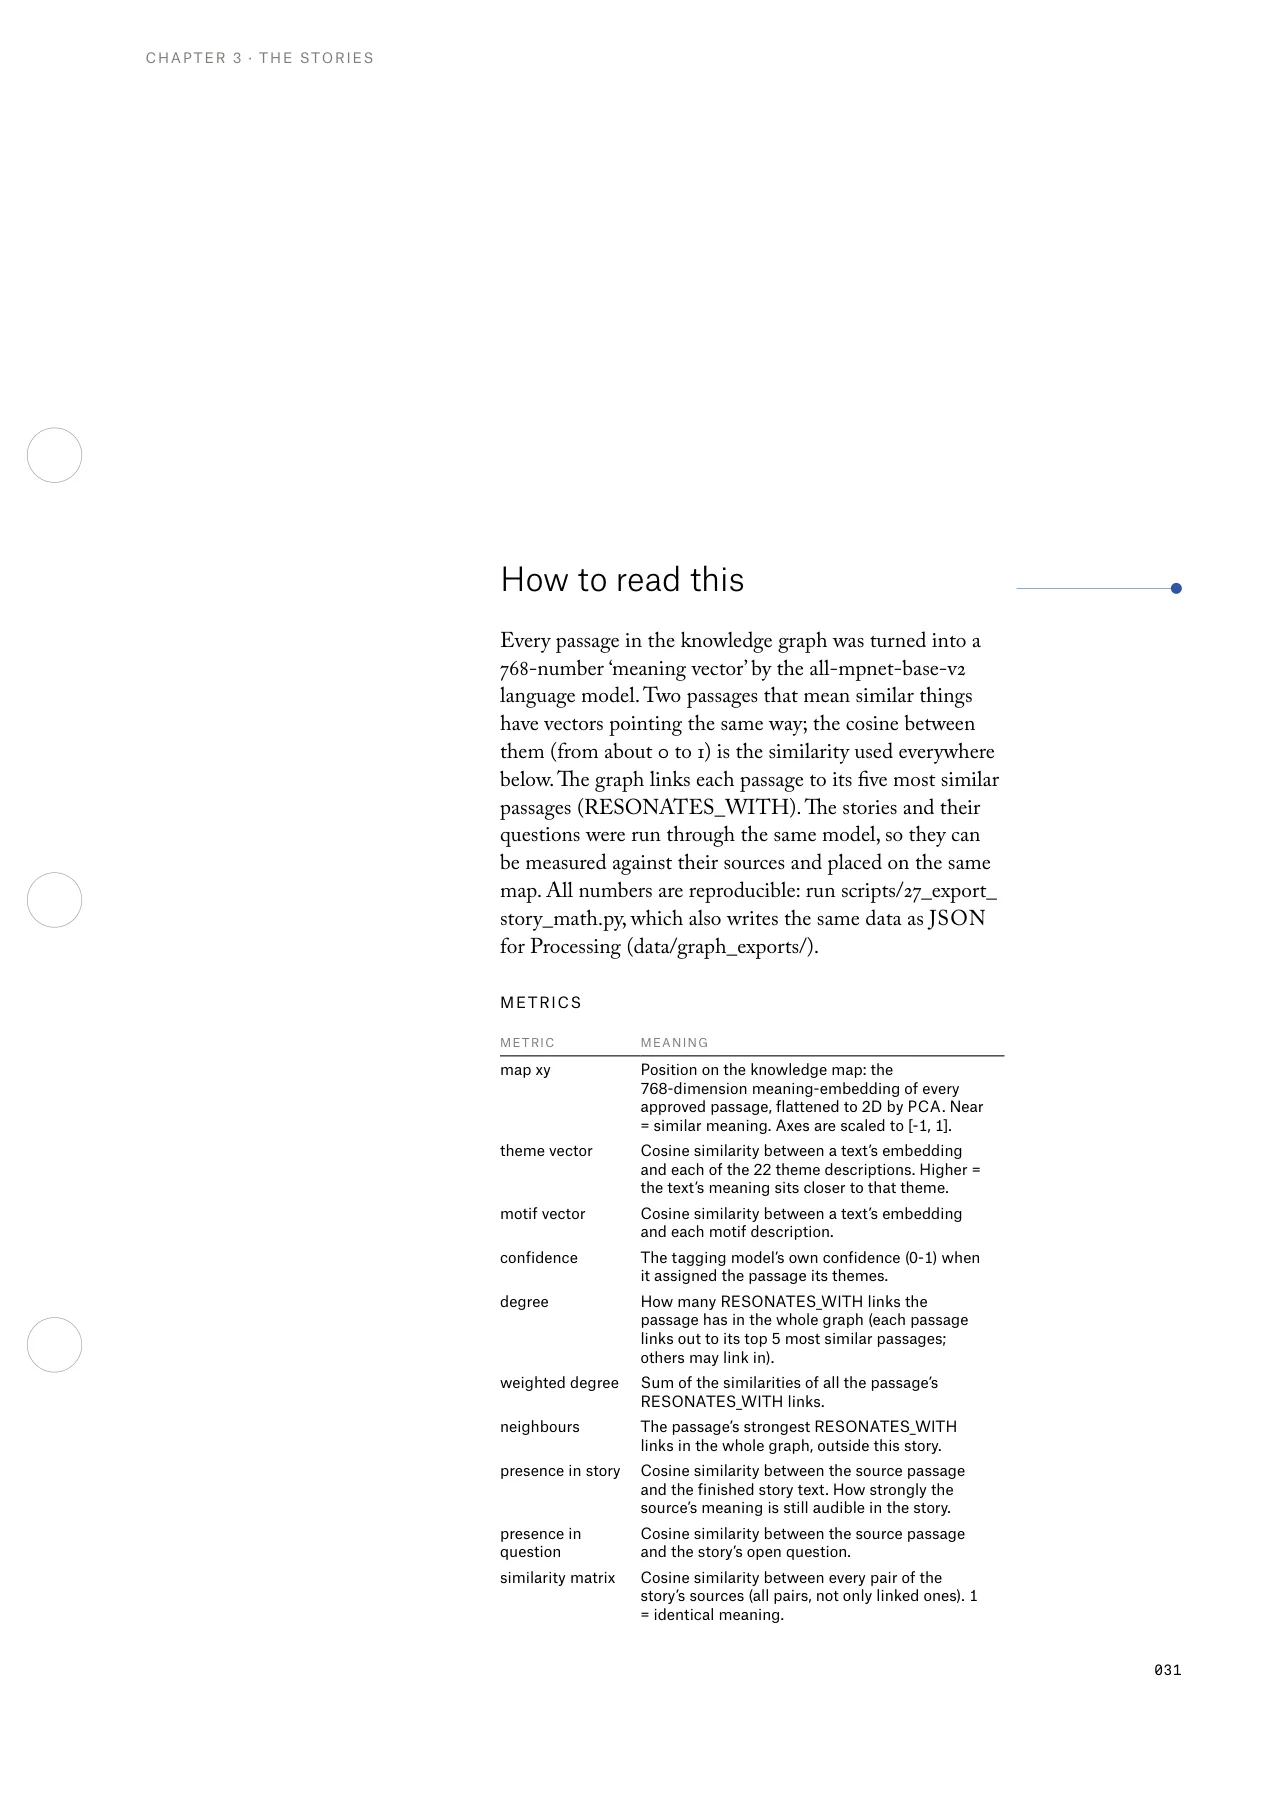 CHAPTER 3 · THE STORIES
How to read this
Every passage in the knowledge graph was turned into a
768-number ‘meaning vector’ by the all-mpnet-base-v2
language model. Two passages that mean similar things
have vectors pointing the same way; the cosine between
them (from about 0 to 1) is the similarity used everywhere
below. The graph links each passage to its five most similar
passages (RESONATES_WITH). The stories and their
questions were run through the same model, so they can
be measured against their sources and placed on the same
map. All numbers are reproducible: run scripts/27_export_
story_math.py, which also writes the same data as JSON
for Processing (data/graph_exports/).
METRICS
METRIC MEANING
map xy Position on the knowledge map: the
768-dimension meaning-embedding of every
approved passage, flattened to 2D by PCA. Near
= similar meaning. Axes are scaled to [-1, 1].
theme vector Cosine similarity between a text’s embedding
and each of the 22 theme descriptions. Higher =
the text’s meaning sits closer to that theme.
motif vector Cosine similarity between a text’s embedding
and each motif description.
confidence The tagging model’s own confidence (0-1) when
it assigned the passage its themes.
degree How many RESONATES_WITH links the
passage has in the whole graph (each passage
links out to its top 5 most similar passages;
others may link in).
weighted degree Sum of the similarities of all the passage’s
RESONATES_WITH links.
neighbours The passage’s strongest RESONATES_WITH
links in the whole graph, outside this story.
presence in story Cosine similarity between the source passage
and the finished story text. How strongly the
source’s meaning is still audible in the story.
presence in Cosine similarity between the source passage
question and the story’s open question.
similarity matrix Cosine similarity between every pair of the
story’s sources (all pairs, not only linked ones). 1
= identical meaning.
031